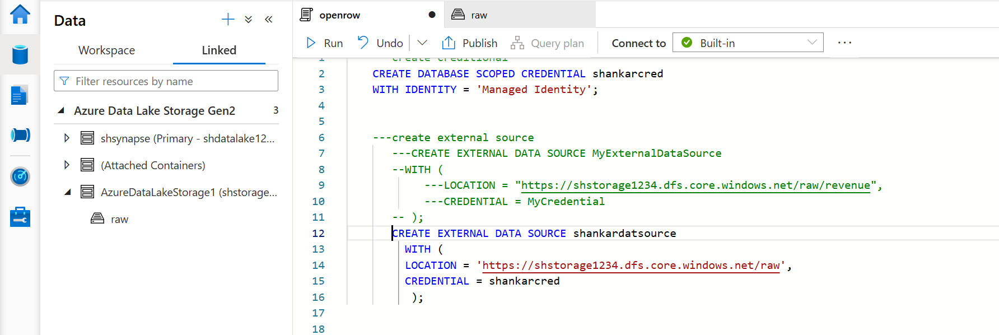 Data
Workspace
Linked
Filter resources by name
Azure Data Lake Storage Gen2 3
shsynapse (Primary - shdatalake12...
(Attached Containers)
AzureDataLakeStorage1 (shstorage...
raw
openrow
raw
Run Undo Publish Query plan Connect to Built-in ...
1 create creditional
2 CREATE DATABASE SCOPED CREDENTIAL shankarcred
3 WITH IDENTITY = 'Managed Identity';
4
5
6 ---create external source
7 ---CREATE EXTERNAL DATA SOURCE MyExternalDataSource
8 --WITH (
9 ---LOCATION = "https://shstorage1234.dfs.core.windows.net/raw/revenue",
10 ---CREDENTIAL = MyCredential
11 -- );
12 CREATE EXTERNAL DATA SOURCE shankardatsource
13 WITH (
14 LOCATION = 'https://shstorage1234.dfs.core.windows.net/raw',
15 CREDENTIAL = shankarcred
16 );
17
18